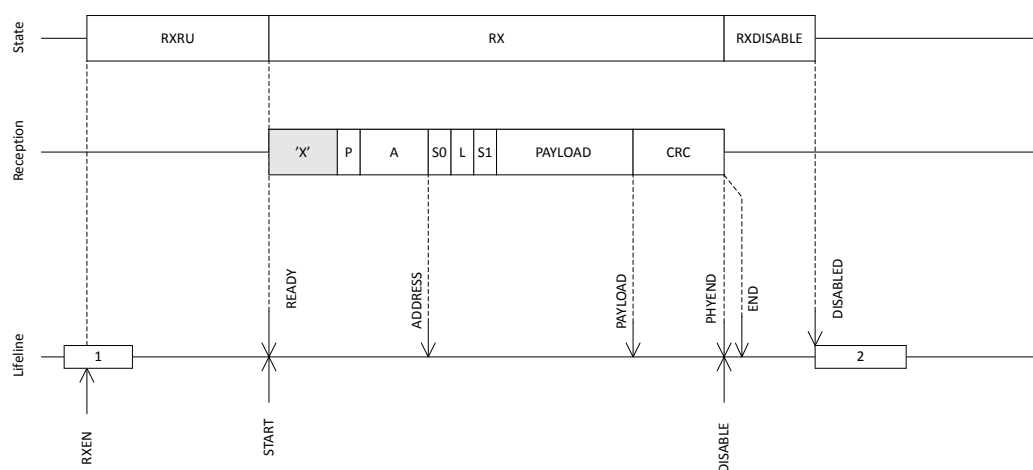 State
RXRU
RX
RXDISABLE
Reception
’X’
P
A
S0
L
S1
PAYLOAD
CRC
READY
ADDRESS
PAYLOAD
PHYEND
END
DISABLED
Lifeline
1
2
RXEN
START
DISABLE